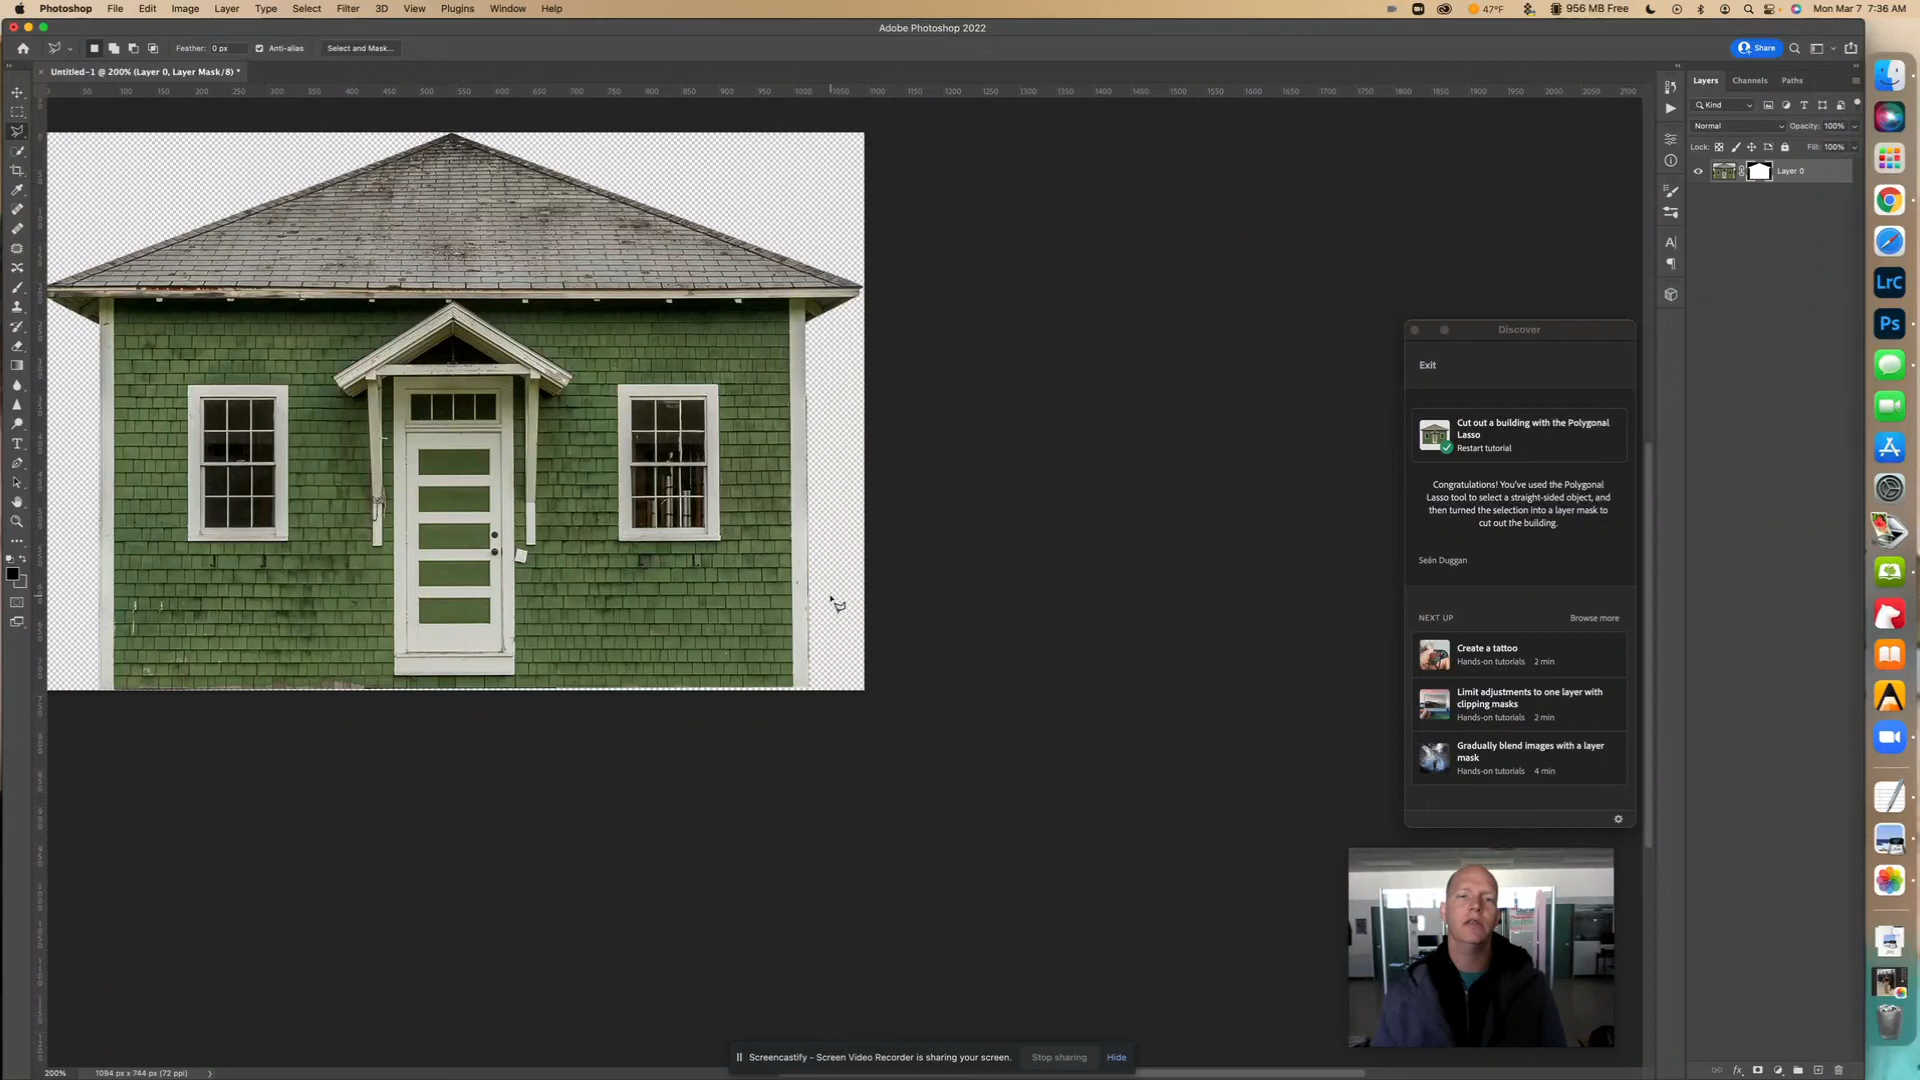 Photoshop File Edit Image Layer Type Select Filter 3D View Plugins Window Help 47°F 956 MB Free Mon Mar 7 7:36 AM
Adobe Photoshop 2022
Feather: 0 px Anti-alias Select and Mask... Share
Untitled-1 @ 200% (Layer 0, Layer Mask/8) *
Layers Channels Paths
Kind
Normal Opacity: 100%
Lock: Fill: 100%
Layer 0
Discover
Exit
Cut out a building with the Polygonal
Lasso
Restart tutorial
Congratulations! You've used the Polygonal
Lasso tool to select a straight-sided object, and
then turned the selection into a layer mask to
cut out the building.
Seán Duggan
NEXT UP Browse more
Create a tattoo
Hands-on tutorials 2 min
Limit adjustments to one layer with
clipping masks
Hands-on tutorials 2 min
Gradually blend images with a layer
mask
Hands-on tutorials 4 min
Screencastify - Screen Video Recorder is sharing your screen. Stop sharing Hide
200% 1094 px x 744 px (72 ppi)
LrC
Ps